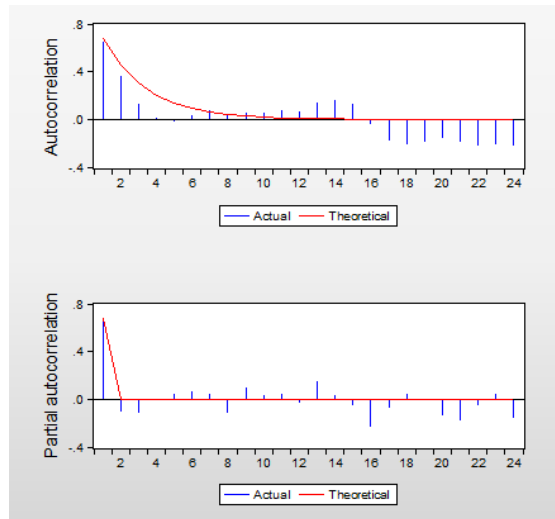 Autocorrelation
.8
.4
.0
-.4
2 4 6 8 10 12 14 16 18 20 22 24
Actual Theoretical
Partial autocorrelation
.8
.4
.0
-.4
2 4 6 8 10 12 14 16 18 20 22 24
Actual Theoretical